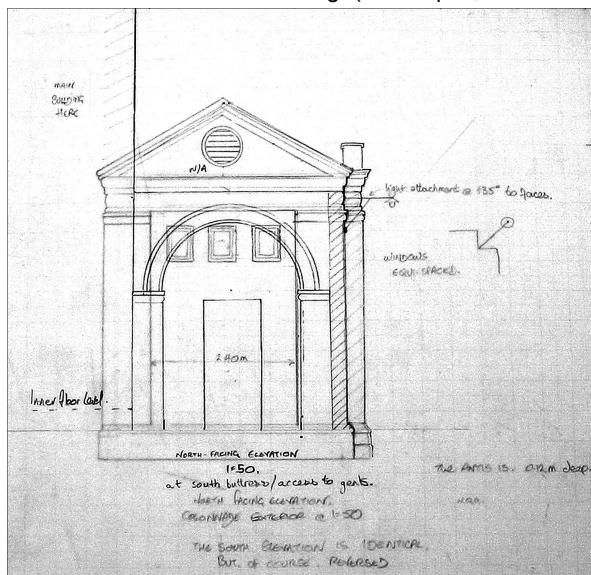 MAIN
BUILDING
HERE
N/A
light attachment @ 135° to faces.
WINDOWS
EQUI-SPACED.
2.40m
Inner floor level.
NORTH-FACING ELEVATION
1=50.
at south buttress/access to gents.
THE ANTIS IS. 0.12m deep.
NORTH FACING ELEVATION.
COLONNADE EXTERIOR @ 1=50
THE SOUTH ELEVATION IS IDENTICAL,
BUT, OF COURSE, REVERSED